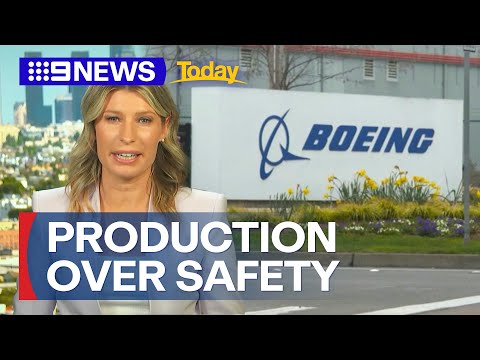 9NEWS
Today
BOEING
PRODUCTION
OVER SAFETY